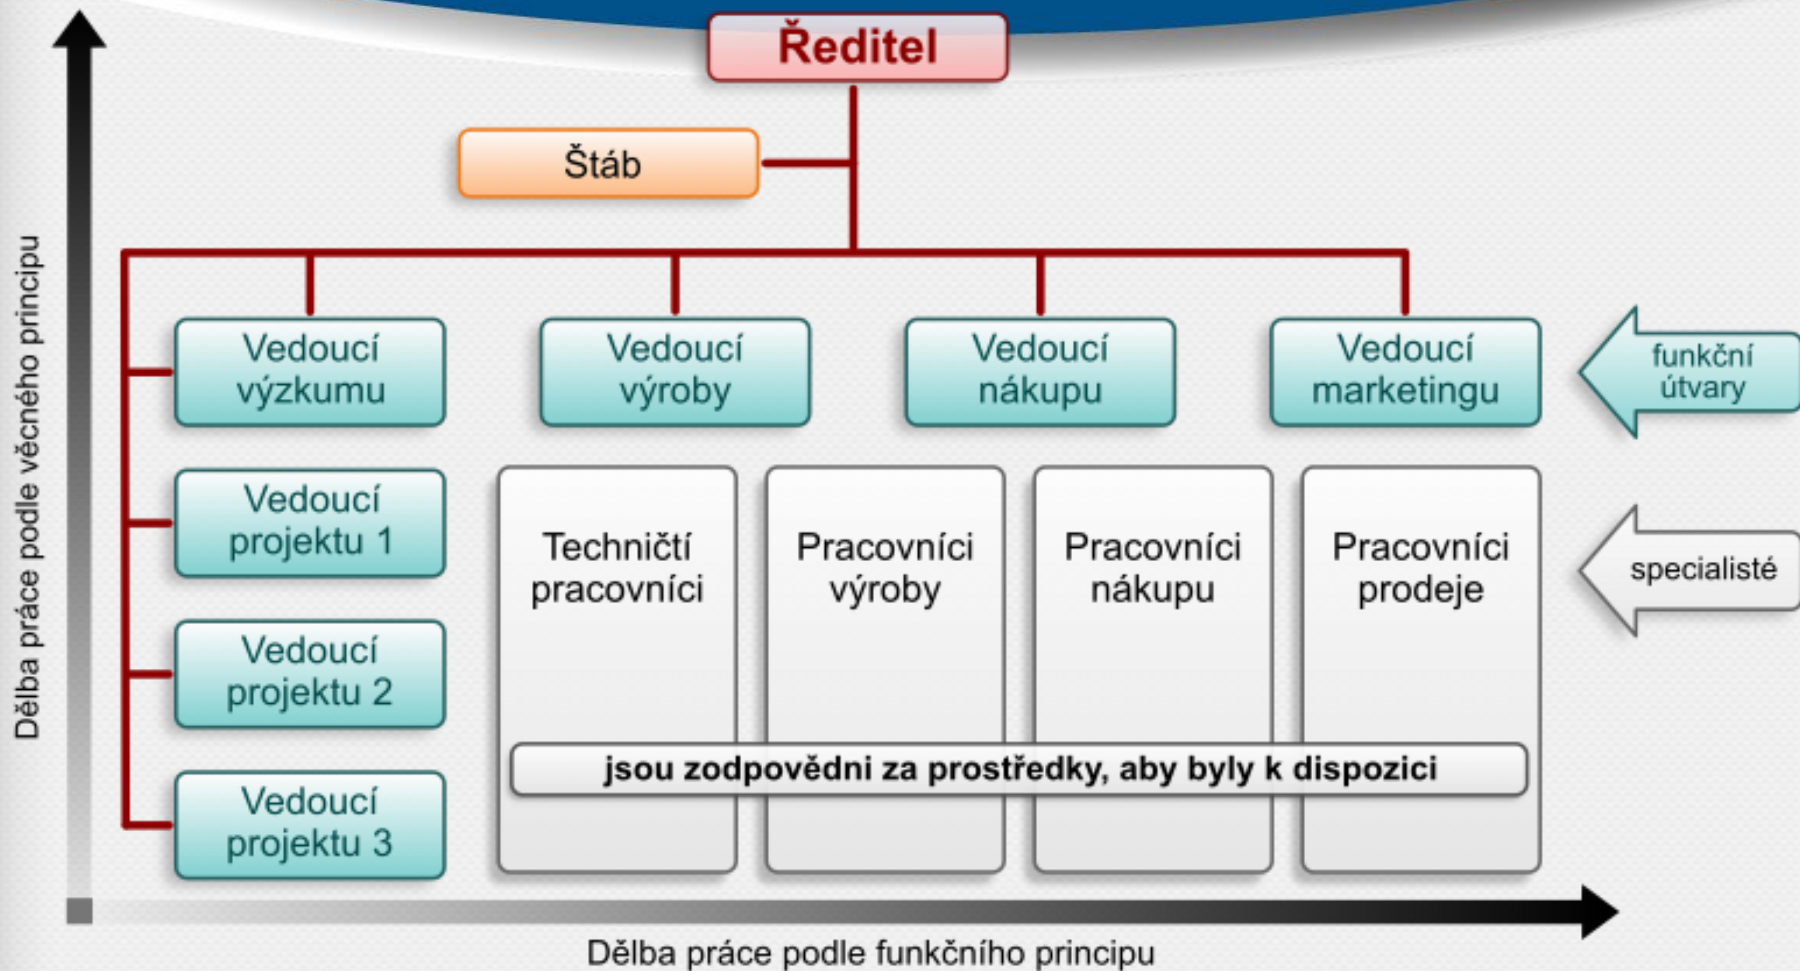 Ředitel
Štáb
Dělba práce podle věcného principu
Vedoucí
výzkumu
Vedoucí
výroby
Vedoucí
nákupu
Vedoucí
marketingu
funkční
útvary
Vedoucí
projektu 1
Vedoucí
projektu 2
Vedoucí
projektu 3
Techničtí
pracovníci
Pracovníci
výroby
Pracovníci
nákupu
Pracovníci
prodeje
specialisté
jsou zodpovědni za prostředky, aby byly k dispozici
Dělba práce podle funkčního principu